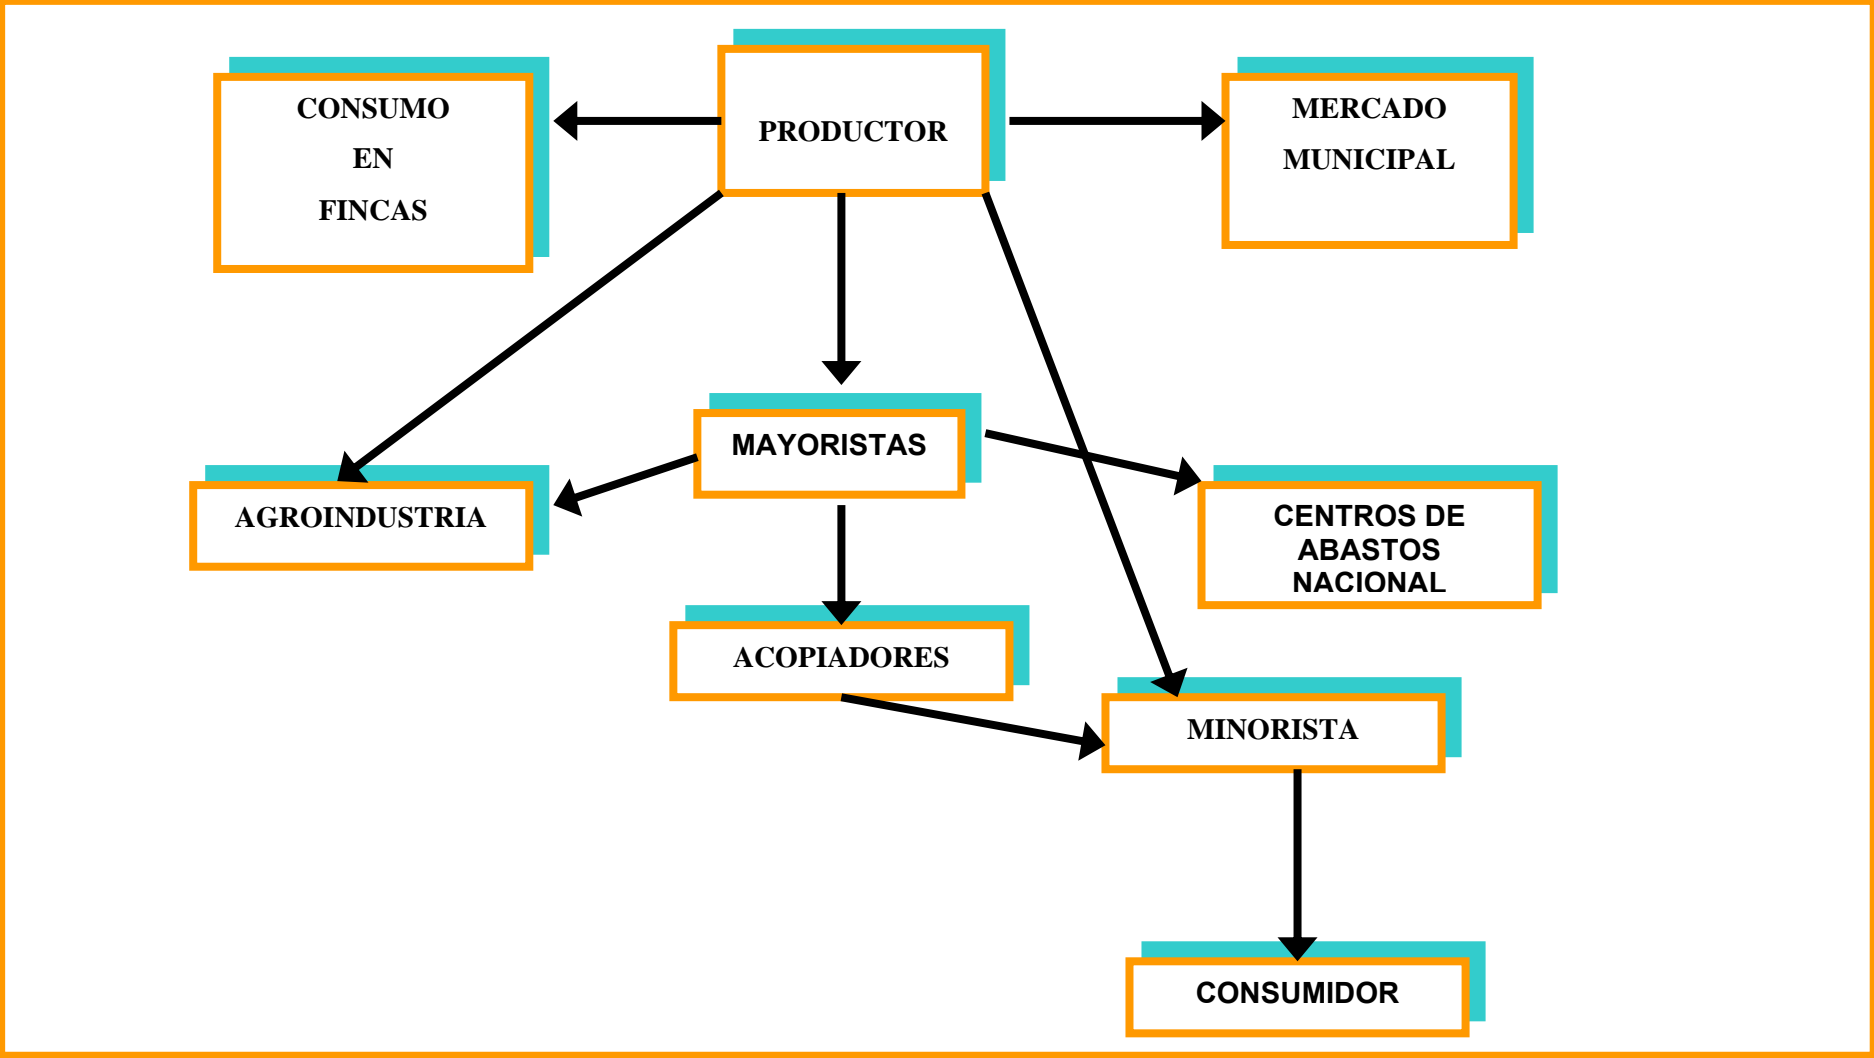 CONSUMO
EN
FINCAS
PRODUCTOR
MERCADO
MUNICIPAL
MAYORISTAS
AGROINDUSTRIA
CENTROS DE
ABASTOS
NACIONAL
ACOPIADORES
MINORISTA
CONSUMIDOR